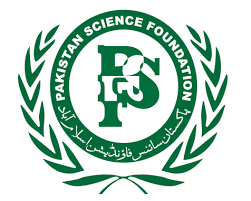 PAKISTAN SCIENCE FOUNDATION
PSF
پاکستان سائنس فاؤنڈیشن اسلام آباد